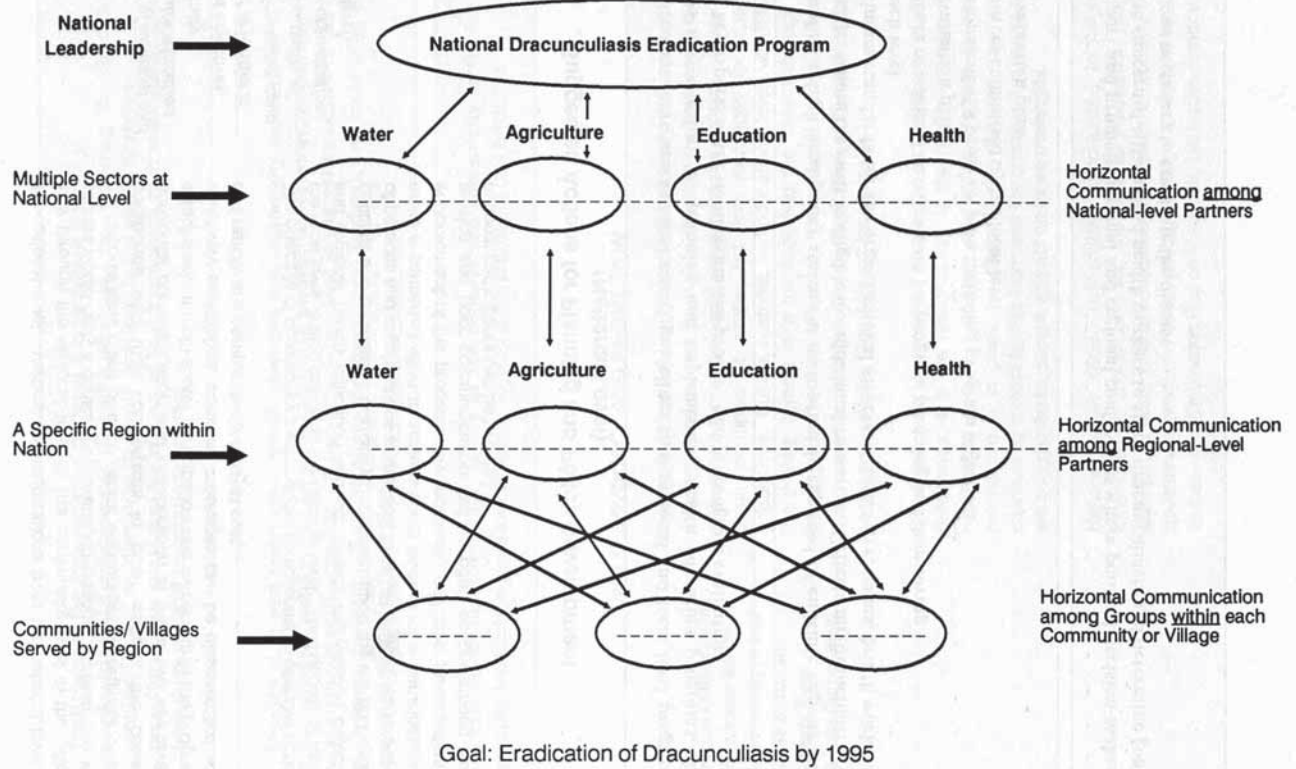 National
Leadership
National Dracunculiasis Eradication Program
Water
Agriculture
Education
Health
Multiple Sectors at
National Level
Horizontal
Communication among
National-level Partners
Water
Agriculture
Education
Health
A Specific Region within
Nation
Horizontal Communication
among Regional-Level
Partners
Communities/ Villages
Served by Region
Horizontal Communication
among Groups within each
Community or Village
Goal: Eradication of Dracunculiasis by 1995